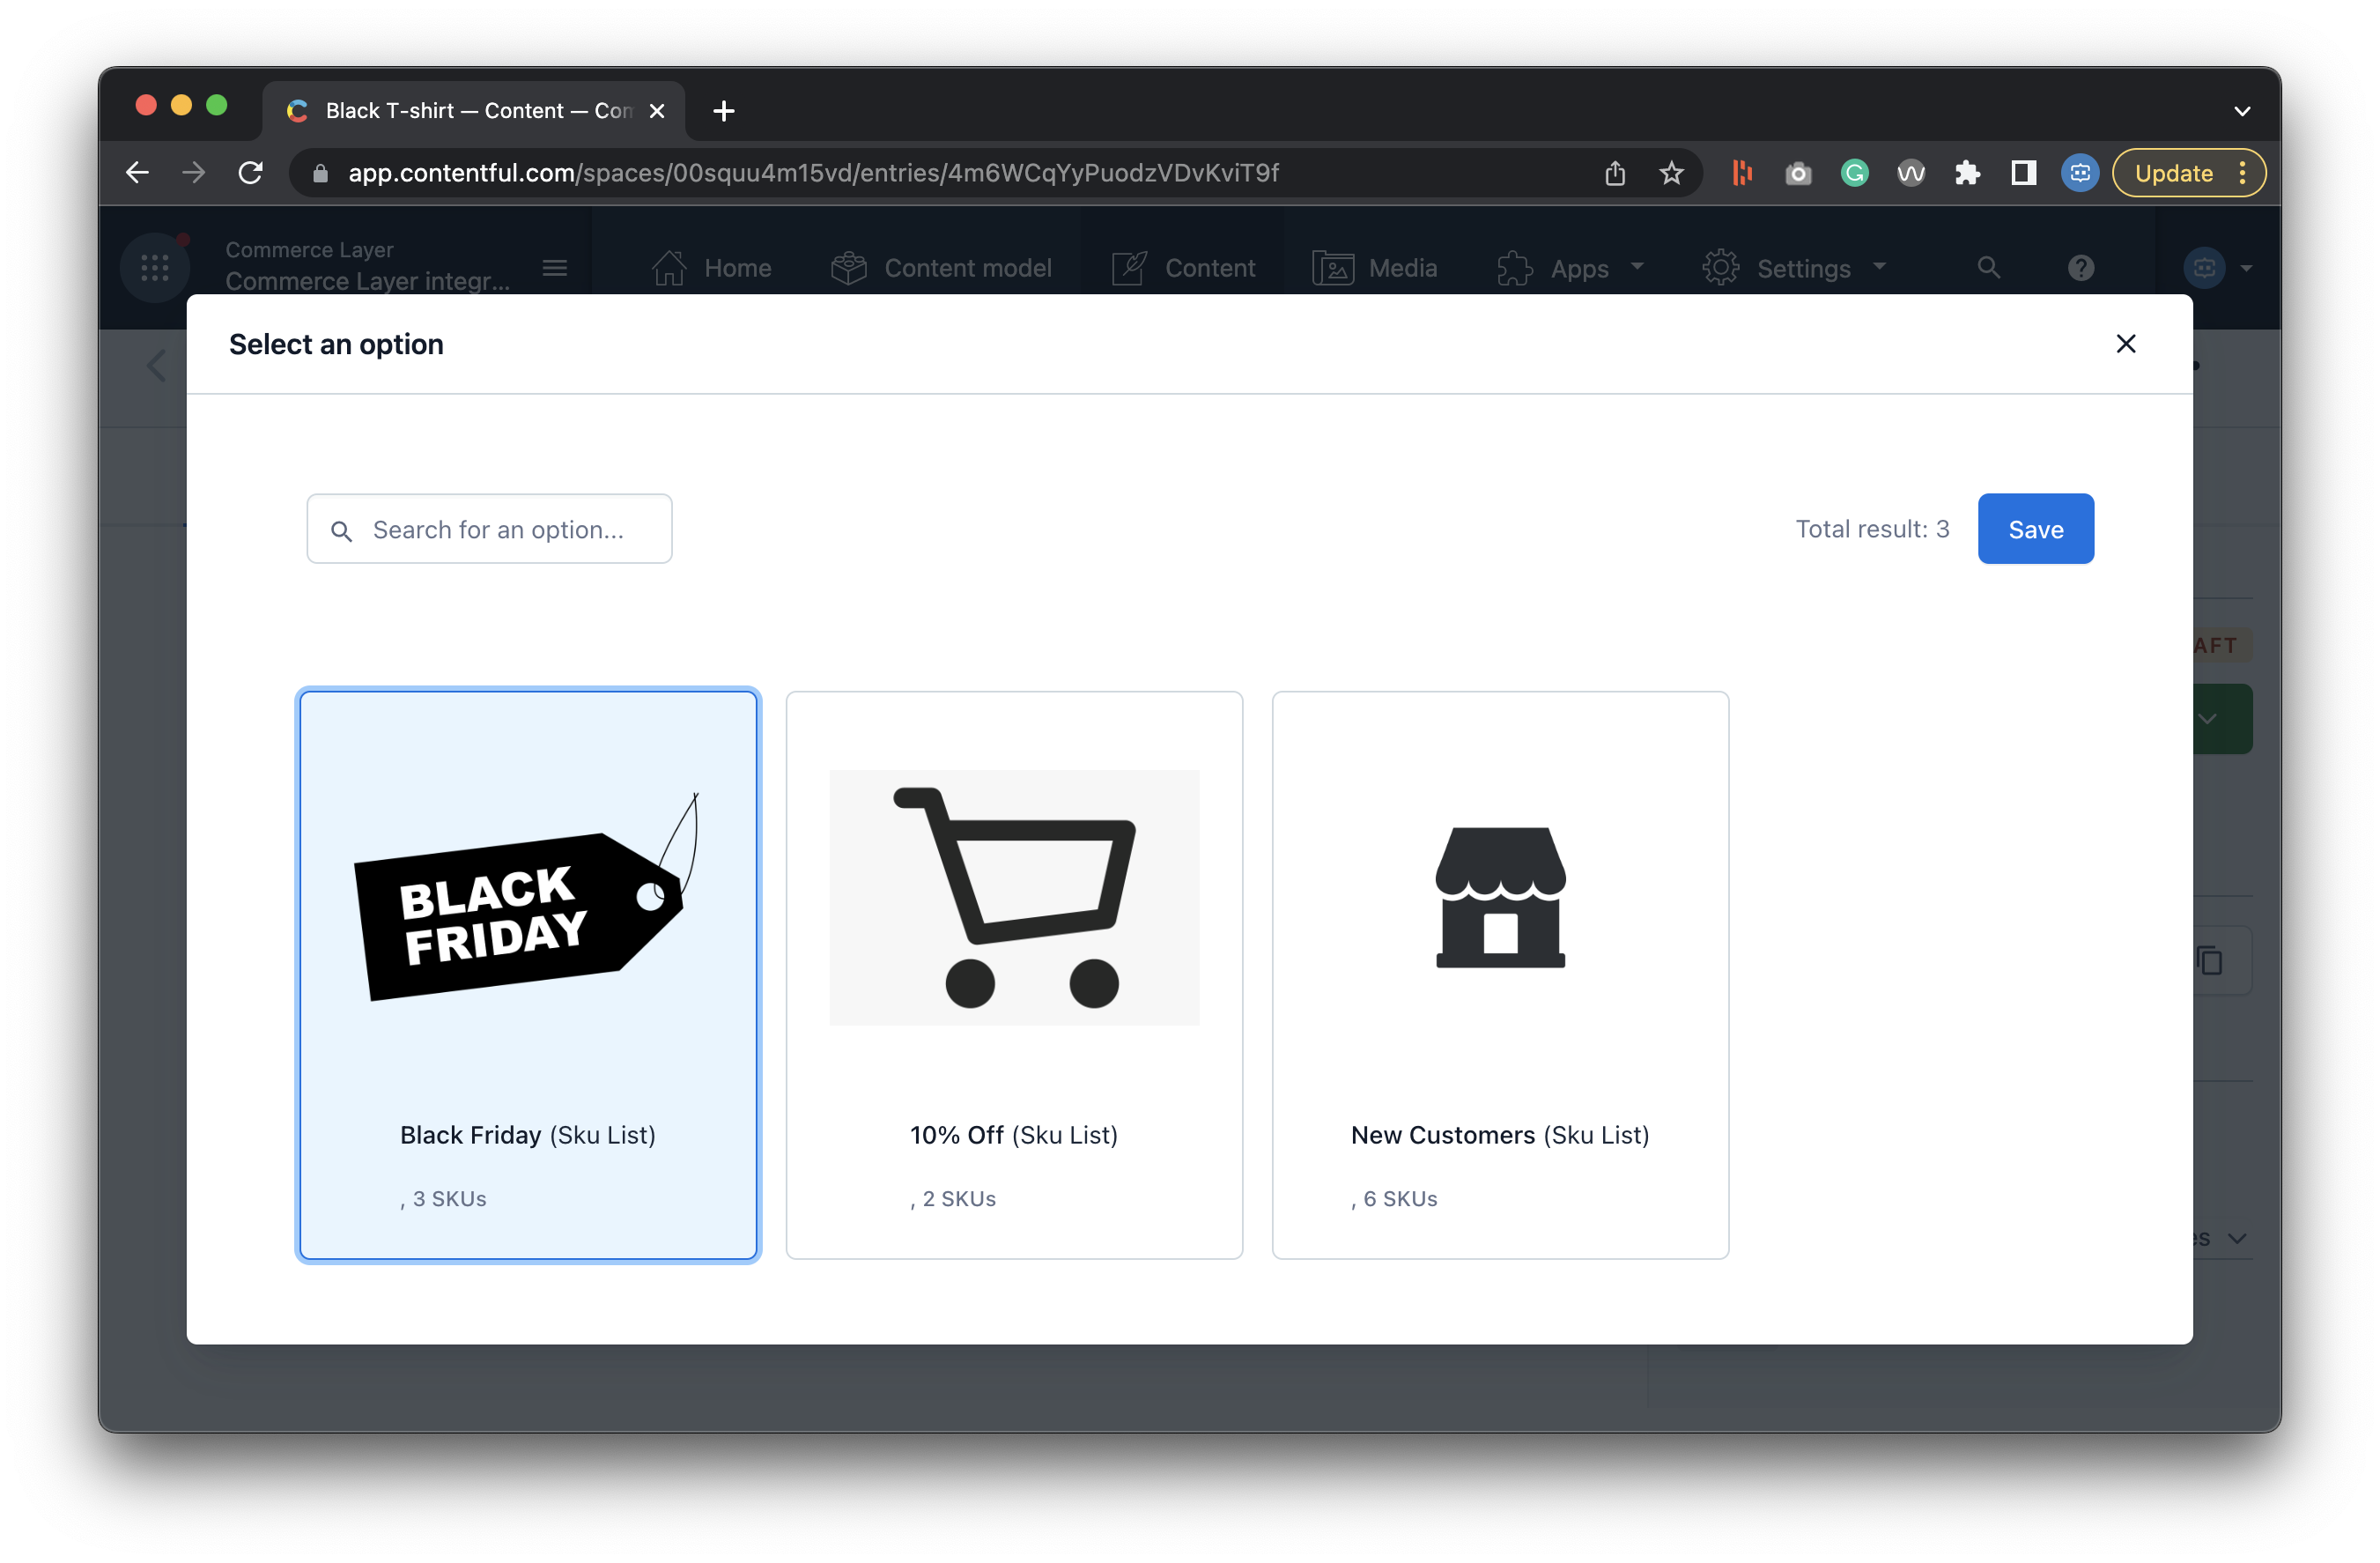 Black T-shirt — Content — Com
app.contentful.com/spaces/00squu4m15vd/entries/4m6WCqYyPuodzVDvKviT9f
Update
Commerce Layer
Commerce Layer integr...
Home
Content model
Content
Media
Apps
Settings
Select an option
Search for an option...
Total result: 3
Save
AFT
BLACK
FRIDAY
Black Friday (Sku List)
, 3 SKUs
10% Off (Sku List)
, 2 SKUs
New Customers (Sku List)
, 6 SKUs
es